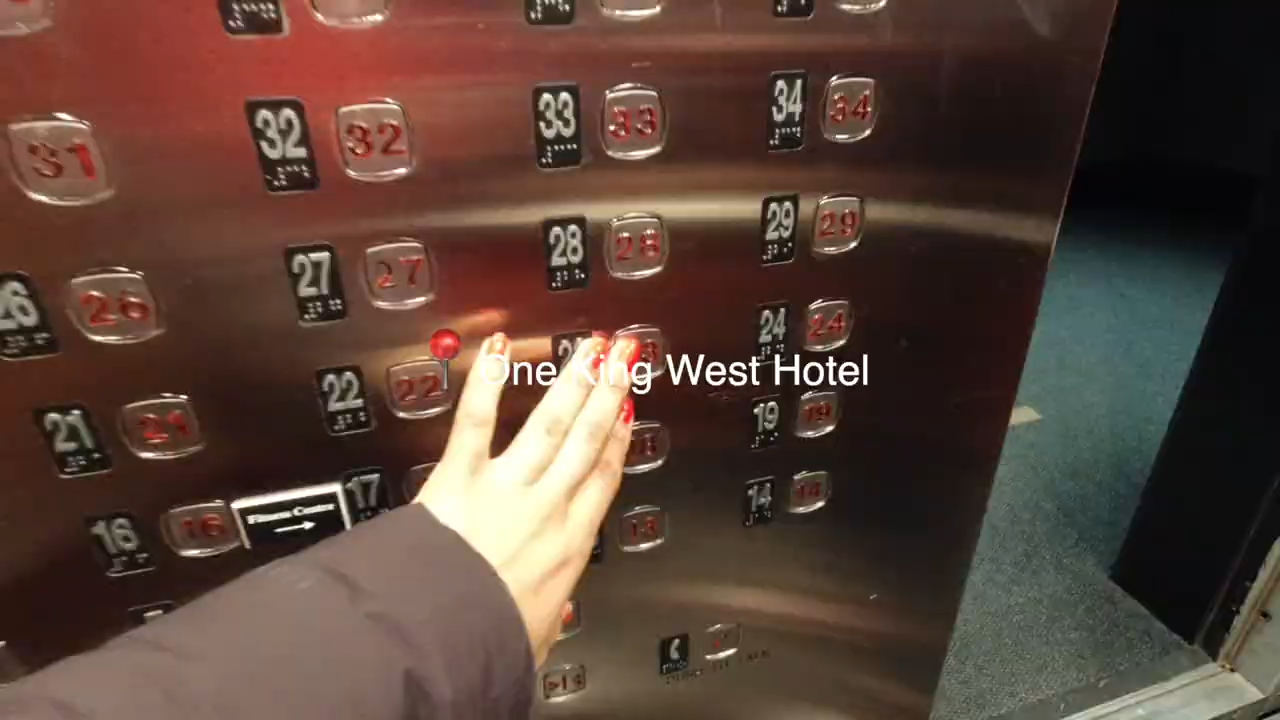 32 32 33 33 34 34
31
27 27 28 28 29 29
26 26
24 24
One King West Hotel
22 22
21 21
19 19
17
Fitness Centre
14 14
16 16
13